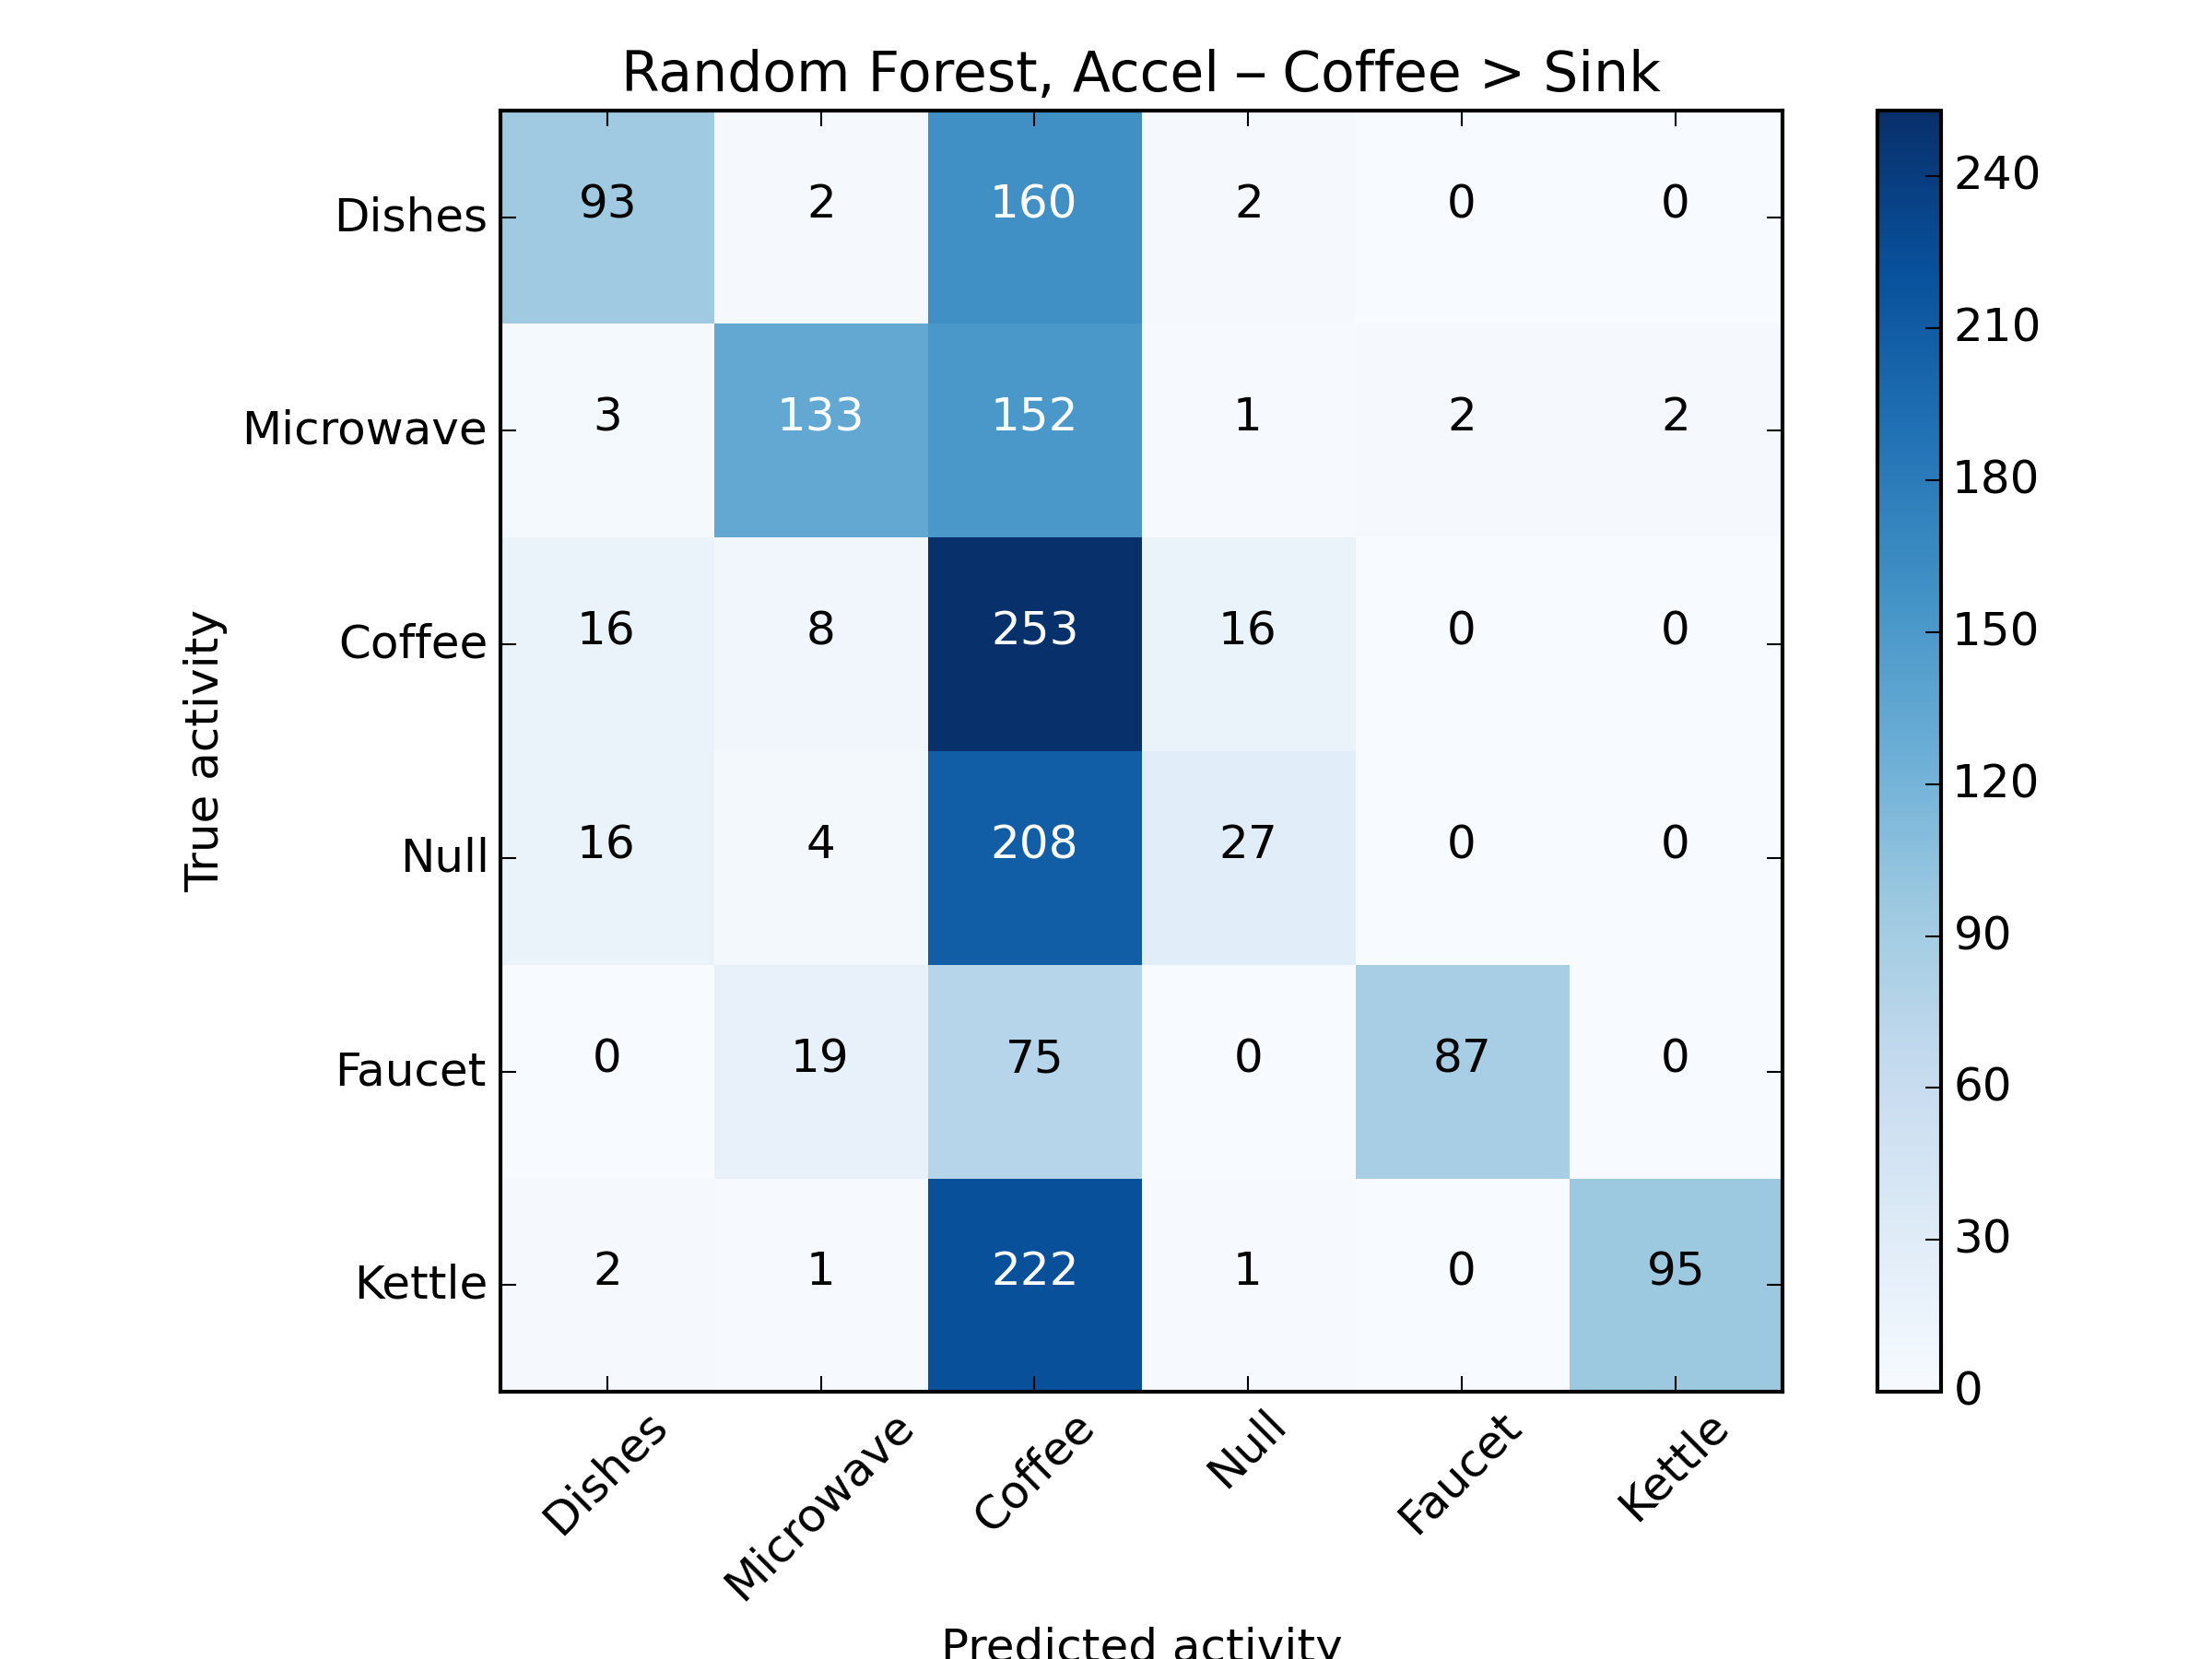 Random Forest, Accel – Coffee > Sink
Dishes 93 2 160 2 0 0
Microwave 3 133 152 1 2 2
Coffee 16 8 253 16 0 0
Null 16 4 208 27 0 0
Faucet 0 19 75 0 87 0
Kettle 2 1 222 1 0 95
True activity
Dishes Microwave Coffee Null Faucet Kettle
Predicted activity
240
210
180
150
120
90
60
30
0